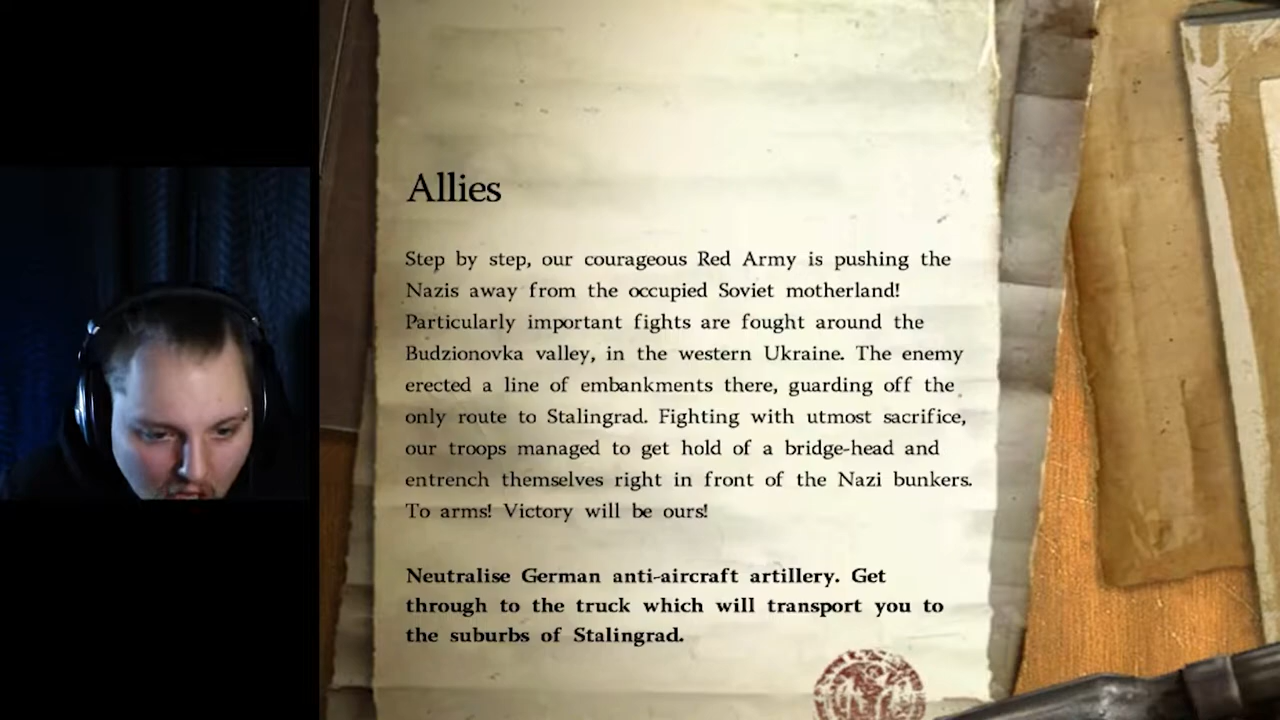 Allies
Step by step, our courageous Red Army is pushing the
Nazis away from the occupied Soviet motherland!
Particularly important fights are fought around the
Budzionovka valley, in the western Ukraine. The enemy
erected a line of embankments there, guarding off the
only route to Stalingrad. Fighting with utmost sacrifice,
our troops managed to get hold of a bridge-head and
entrench themselves right in front of the Nazi bunkers.
To arms! Victory will be ours!
Neutralise German anti-aircraft artillery. Get
through to the truck which will transport you to
the suburbs of Stalingrad.